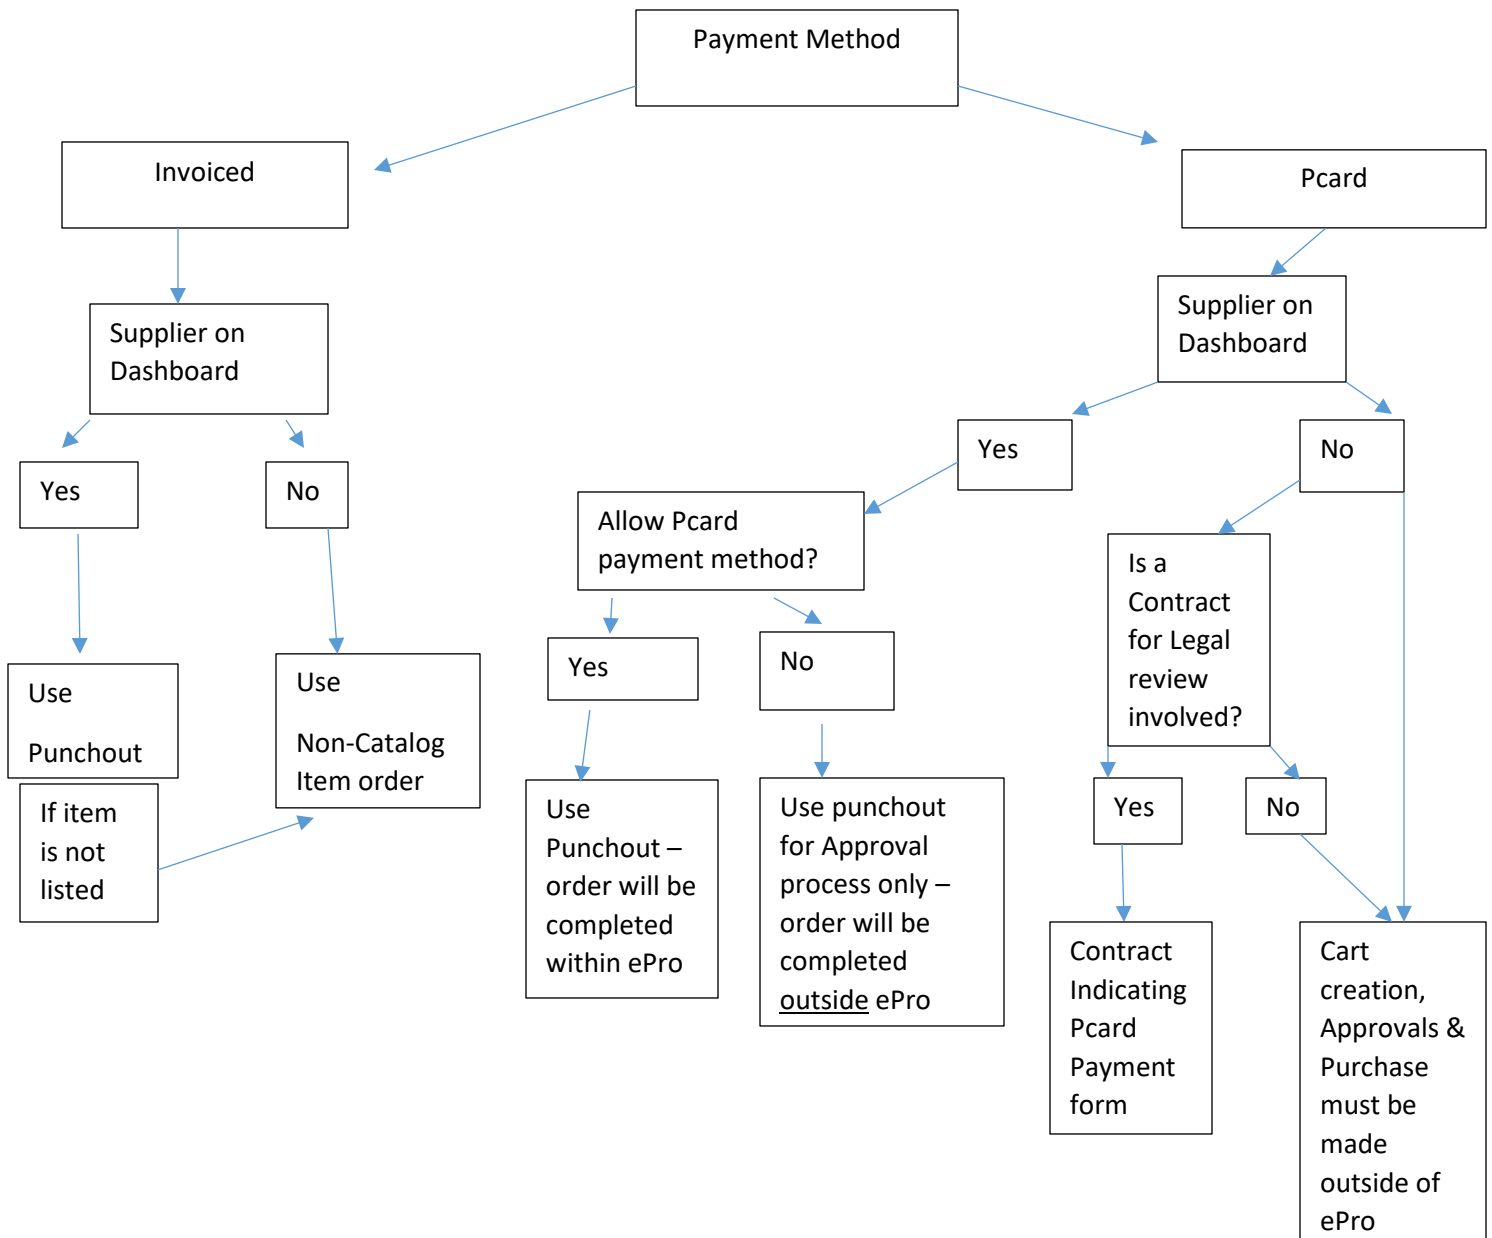 Payment Method
Invoiced
Pcard
Supplier on
Dashboard
Supplier on
Dashboard
Yes
No
Yes
No
Allow Pcard
payment method?
Is a
Contract
for Legal
review
involved?
Yes
No
Use
Punchout
Use
Non-Catalog
Item order
If item
is not
listed
Use
Punchout –
order will be
completed
within ePro
Use punchout
for Approval
process only –
order will be
completed
outside ePro
Yes
No
Contract
Indicating
Pcard
Payment
form
Cart
creation,
Approvals &
Purchase
must be
made
outside of
ePro